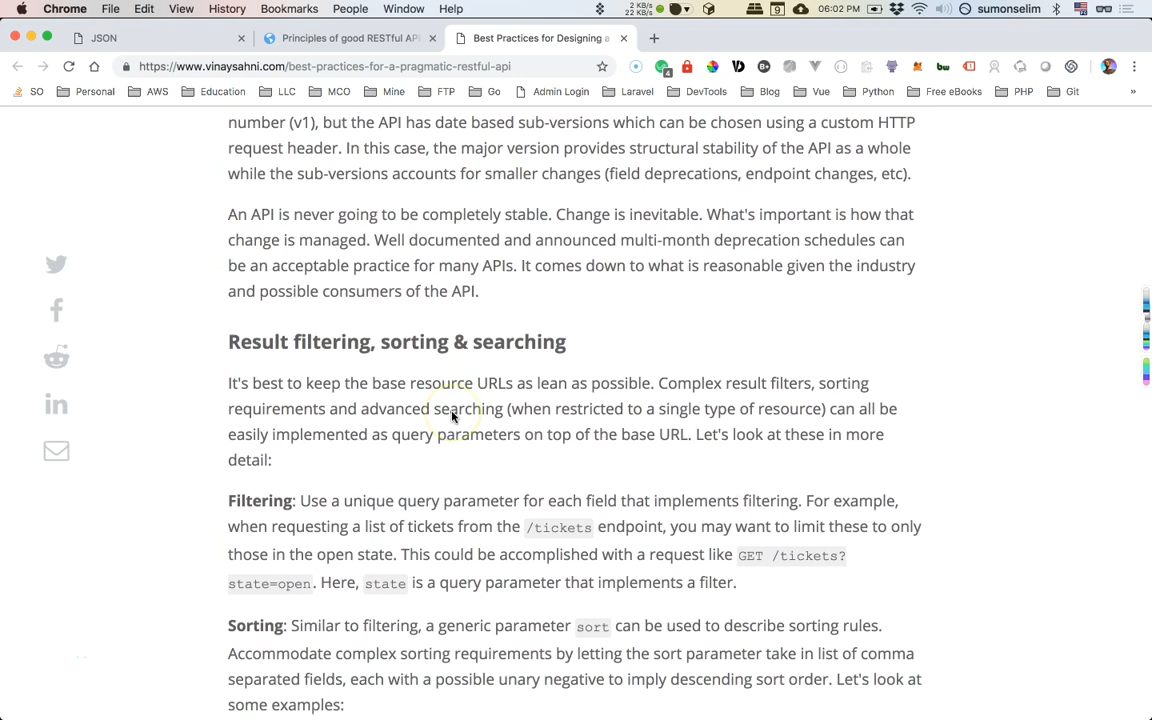 Chrome File Edit View History Bookmarks People Window Help 2 KB/s 22 KB/s 9 06:02 PM sumonselim
JSON Principles of good RESTful API Best Practices for Designing a
https://www.vinaysahni.com/best-practices-for-a-pragmatic-restful-api 4
SO Personal AWS Education LLC MCO Mine FTP Go Admin Login Laravel DevTools Blog Vue Python Free eBooks PHP Git »
number (v1), but the API has date based sub-versions which can be chosen using a custom HTTP
request header. In this case, the major version provides structural stability of the API as a whole
while the sub-versions accounts for smaller changes (field deprecations, endpoint changes, etc).
An API is never going to be completely stable. Change is inevitable. What's important is how that
change is managed. Well documented and announced multi-month deprecation schedules can
be an acceptable practice for many APIs. It comes down to what is reasonable given the industry
and possible consumers of the API.
Result filtering, sorting & searching
It's best to keep the base resource URLs as lean as possible. Complex result filters, sorting
requirements and advanced searching (when restricted to a single type of resource) can all be
easily implemented as query parameters on top of the base URL. Let's look at these in more
detail:
Filtering: Use a unique query parameter for each field that implements filtering. For example,
when requesting a list of tickets from the /tickets endpoint, you may want to limit these to only
those in the open state. This could be accomplished with a request like GET /tickets?
state=open. Here, state is a query parameter that implements a filter.
Sorting: Similar to filtering, a generic parameter sort can be used to describe sorting rules.
Accommodate complex sorting requirements by letting the sort parameter take in list of comma
separated fields, each with a possible unary negative to imply descending sort order. Let's look at
some examples: